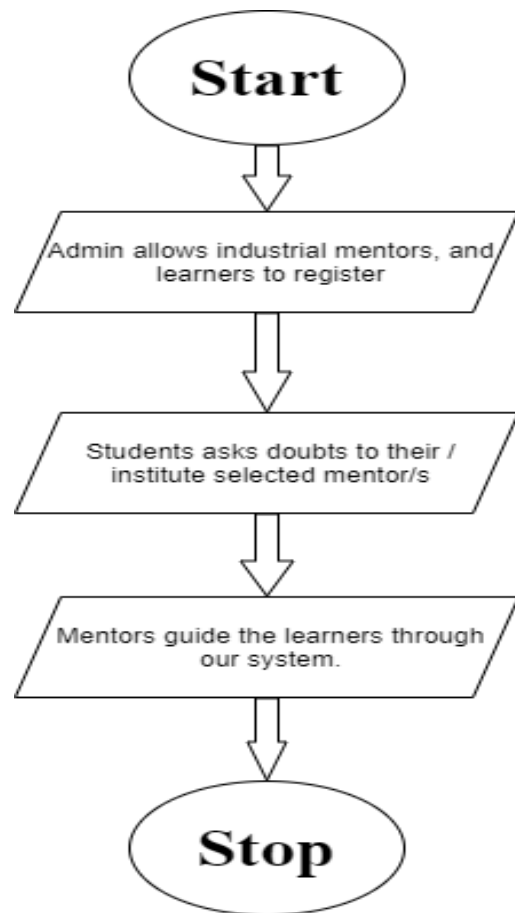 Start
Admin allows industrial mentors, and
learners to register
Students asks doubts to their /
institute selected mentor/s
Mentors guide the learners through
our system.
Stop